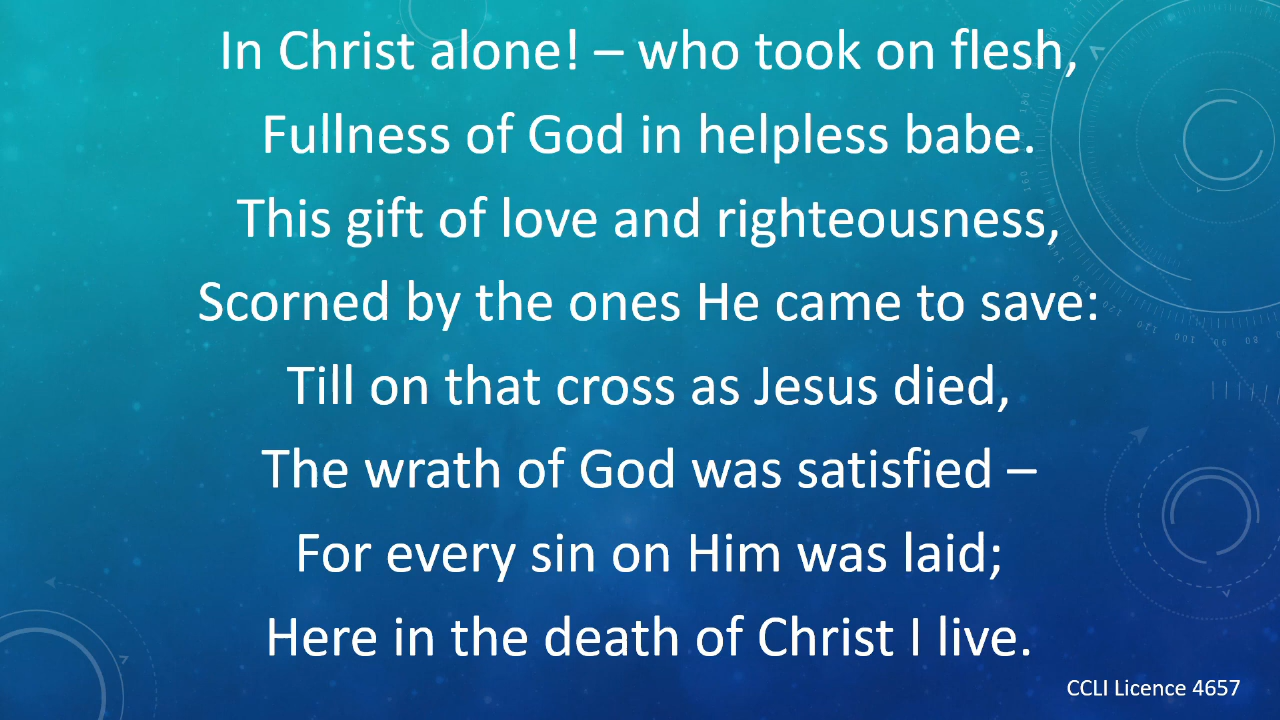 In Christ alone! – who took on flesh,
Fullness of God in helpless babe.
This gift of love and righteousness,
Scorned by the ones He came to save:
Till on that cross as Jesus died,
The wrath of God was satisfied –
For every sin on Him was laid;
Here in the death of Christ I live.
CCLI Licence 4657